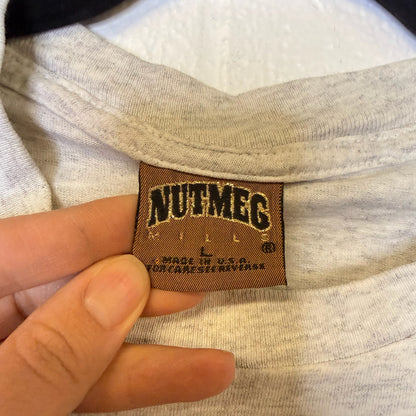 NUTMEG
MILLS ®
L
MADE IN U.S.A.
FOR CARE SEE REVERSE